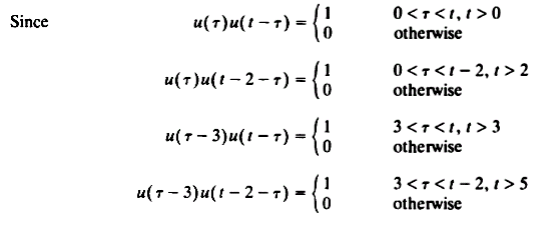 Since u(τ)u(t − τ) = {1 0 < τ < t, t > 0
0 otherwise
u(τ)u(t − 2 − τ) = {1 0 < τ < t − 2, t > 2
0 otherwise
u(τ − 3)u(t − τ) = {1 3 < τ < t, t > 3
0 otherwise
u(τ − 3)u(t − 2 − τ) = {1 3 < τ < t − 2, t > 5
0 otherwise